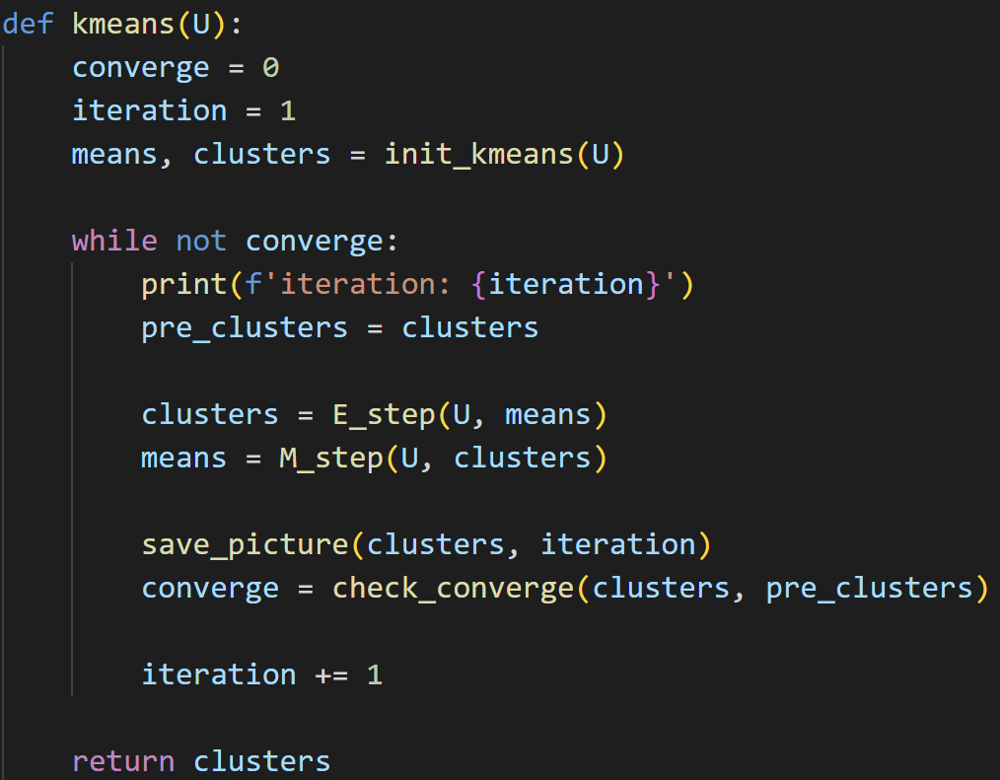 def kmeans(U):
    converge = 0
    iteration = 1
    means, clusters = init_kmeans(U)

    while not converge:
        print(f'iteration: {iteration}')
        pre_clusters = clusters

        clusters = E_step(U, means)
        means = M_step(U, clusters)

        save_picture(clusters, iteration)
        converge = check_converge(clusters, pre_clusters)

        iteration += 1

    return clusters